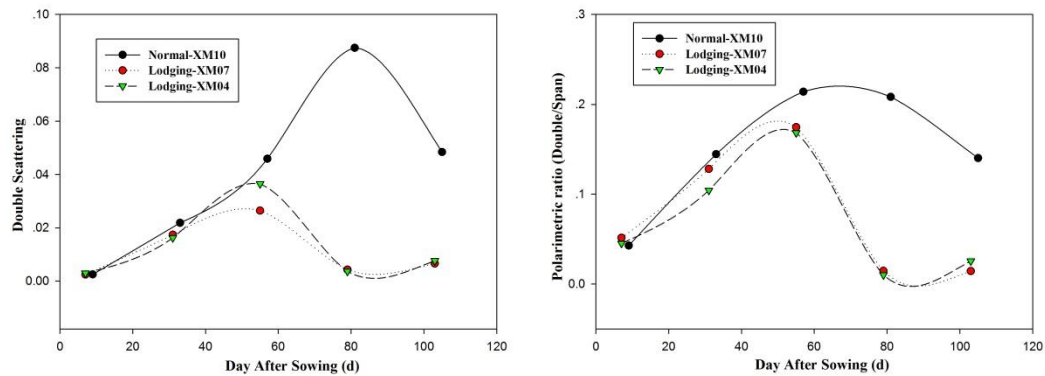 .10
.08
.06
.04
.02
0.00
Double Scattering
Normal-XM10
Lodging-XM07
Lodging-XM04
0 20 40 60 80 100 120
Day After Sowing (d)
.3
.2
.1
0.0
Polarimetric ratio (Double/Span)
Normal-XM10
Lodging-XM07
Lodging-XM04
0 20 40 60 80 100 120
Day After Sowing (d)